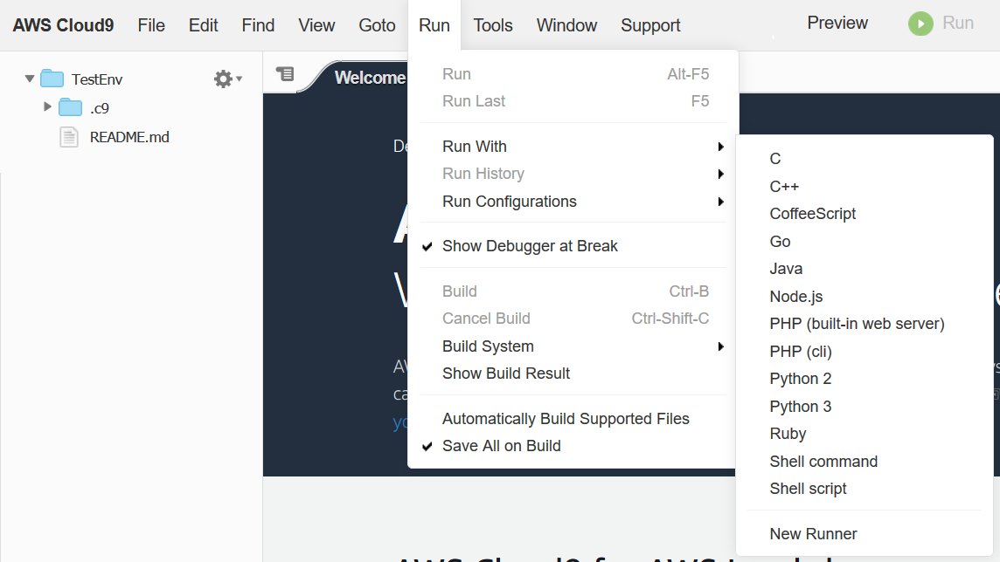 AWS Cloud9 File Edit Find View Goto Run Tools Window Support Preview Run
TestEnv
.c9
README.md
Welcome
Run Alt-F5
Run Last F5
Run With
Run History
Run Configurations
Show Debugger at Break
Build Ctrl-B
Cancel Build Ctrl-Shift-C
Build System
Show Build Result
Automatically Build Supported Files
Save All on Build
C
C++
CoffeeScript
Go
Java
Node.js
PHP (built-in web server)
PHP (cli)
Python 2
Python 3
Ruby
Shell command
Shell script
New Runner